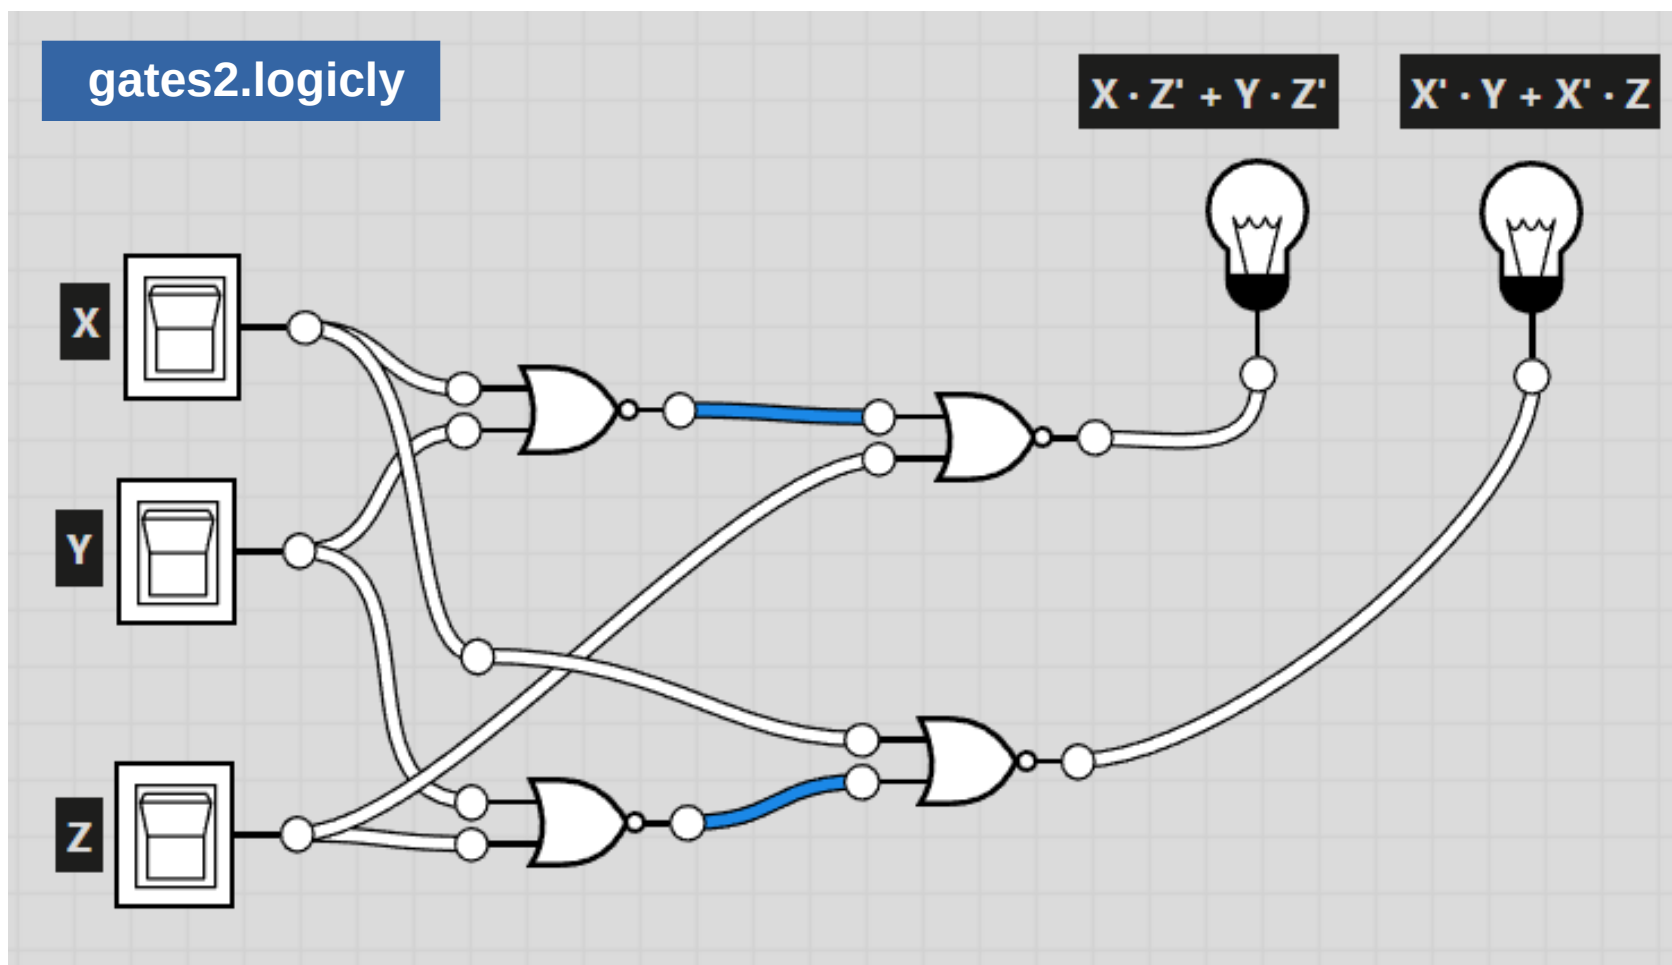 gates2.logicly
X · Z' + Y · Z'
X' · Y + X' · Z
X
Y
Z